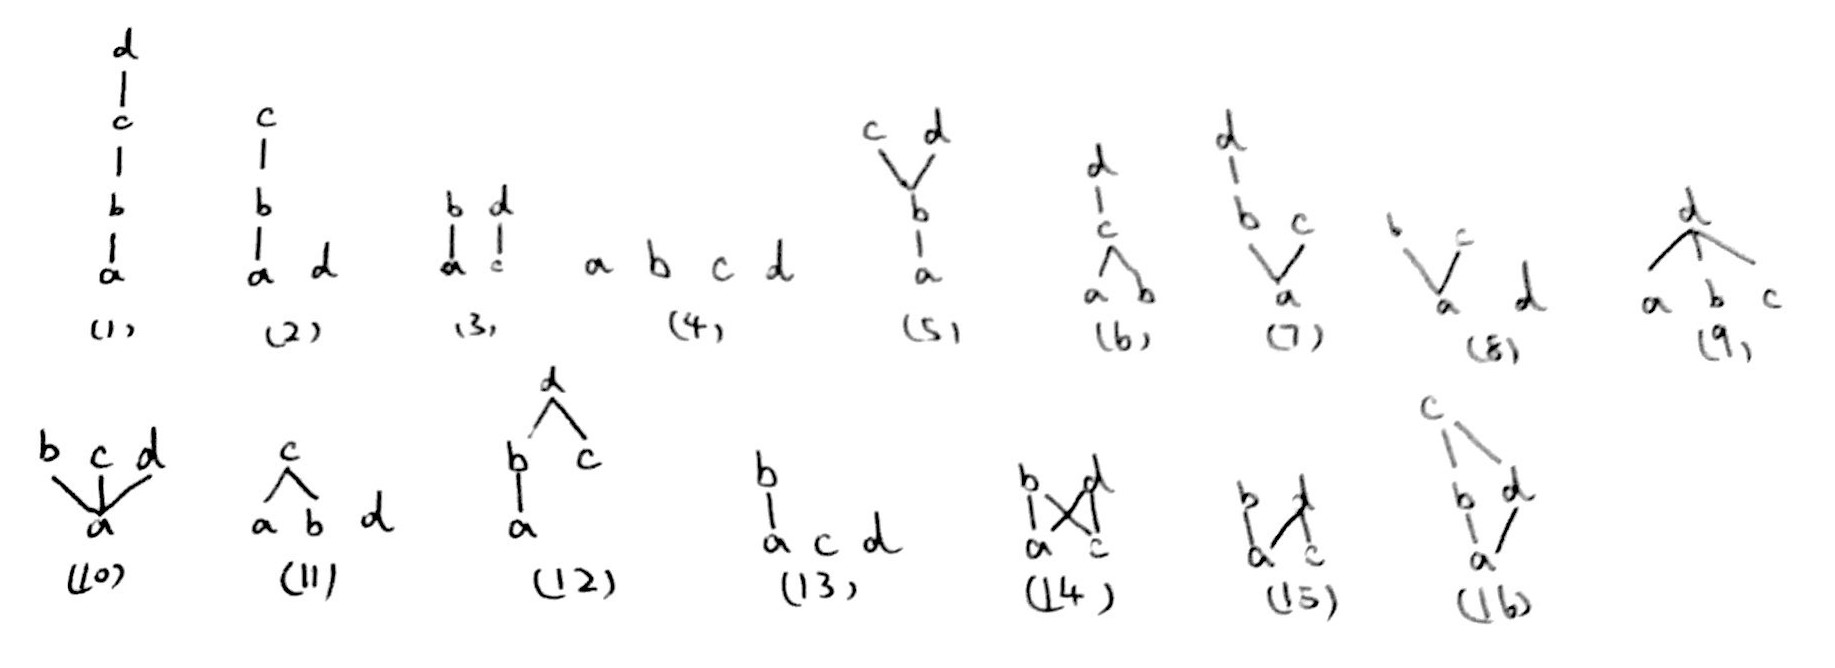 d
c
b
a
(1)
c
b
a d
(2)
b d
a c
(3)
a b c d
(4)
c d
b
a
(5)
d
c
a b
(6)
d
b c
a
(7)
b c
a d
(8)
d
a b c
(9)
b c d
a
(10)
c
a b d
(11)
d
b c
a
(12)
b
a c d
(13)
b d
a c
(14)
b d
a c
(15)
c
b d
a
(16)